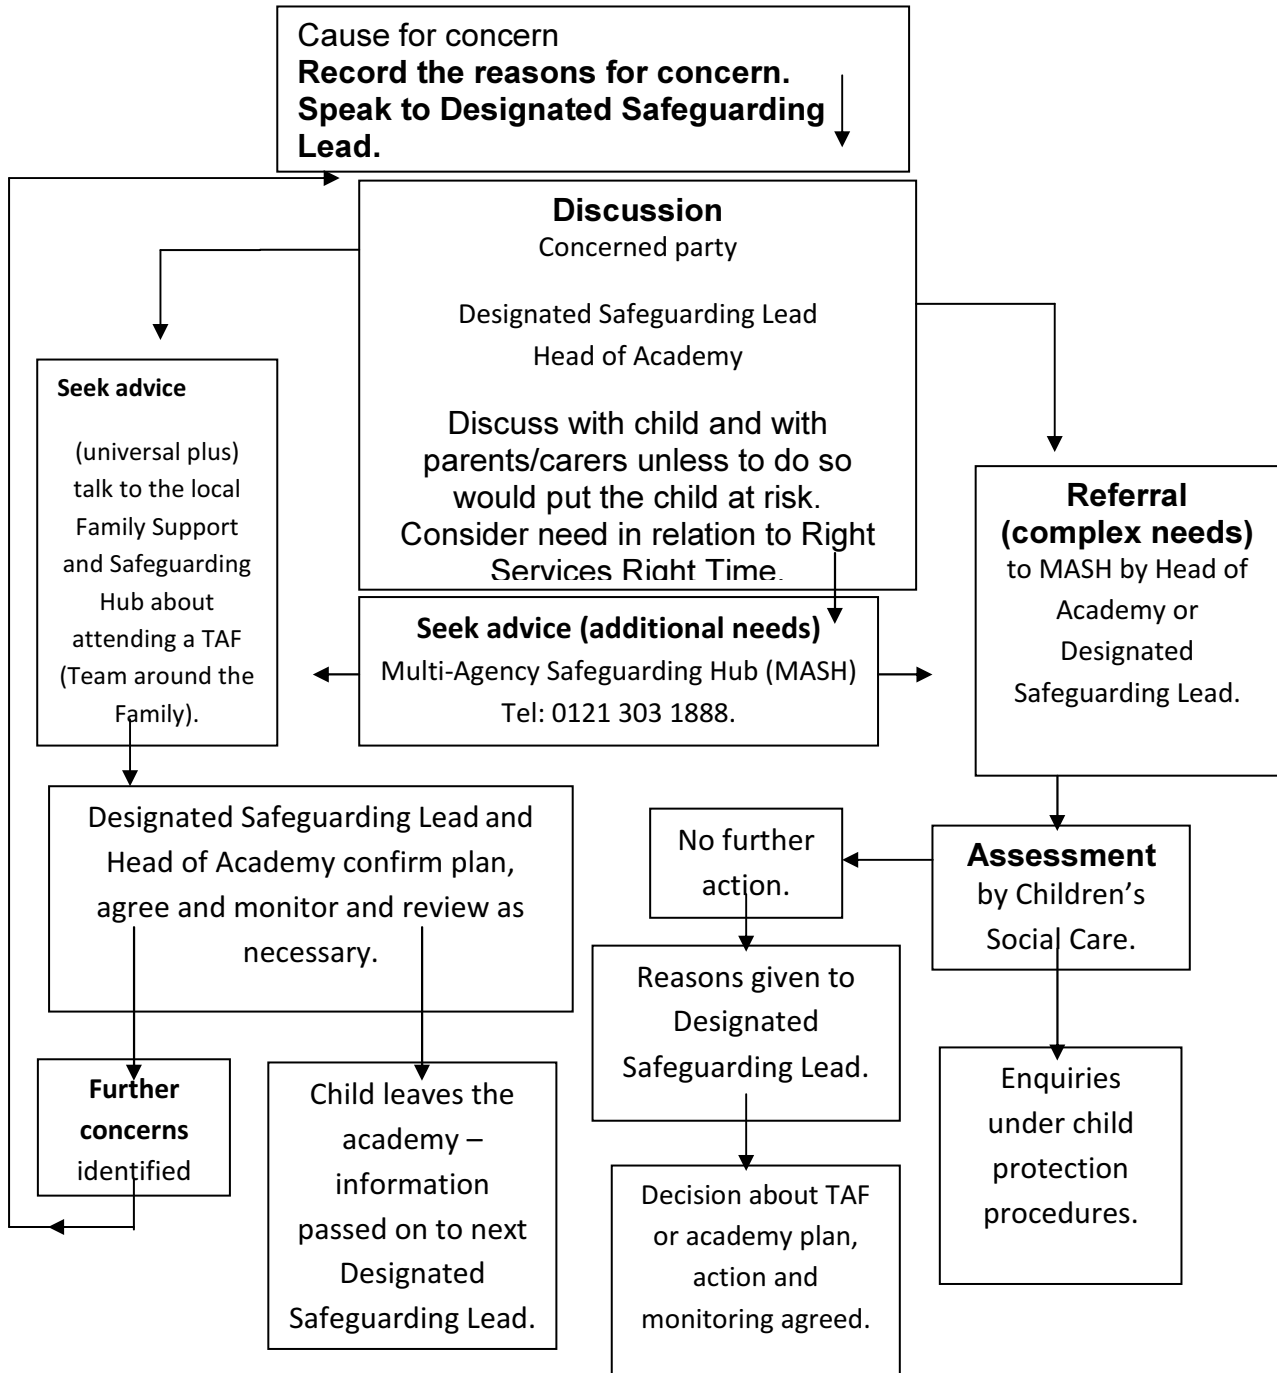 Cause for concern
Record the reasons for concern.
Speak to Designated Safeguarding
Lead.
Discussion
Concerned party
Designated Safeguarding Lead
Head of Academy
Discuss with child and with
parents/carers unless to do so
would put the child at risk.
Consider need in relation to Right
Services Right Time.
Seek advice
(universal plus)
talk to the local
Family Support
and Safeguarding
Hub about
attending a TAF
(Team around the
Family).
Seek advice (additional needs)
Multi-Agency Safeguarding Hub (MASH)
Tel: 0121 303 1888.
Referral
(complex needs)
to MASH by Head of
Academy or
Designated
Safeguarding Lead.
Designated Safeguarding Lead and
Head of Academy confirm plan,
agree and monitor and review as
necessary.
No further
action.
Assessment
by Children’s
Social Care.
Reasons given to
Designated
Safeguarding Lead.
Further
concerns
identified
Child leaves the
academy –
information
passed on to next
Designated
Safeguarding Lead.
Decision about TAF
or academy plan,
action and
monitoring agreed.
Enquiries
under child
protection
procedures.